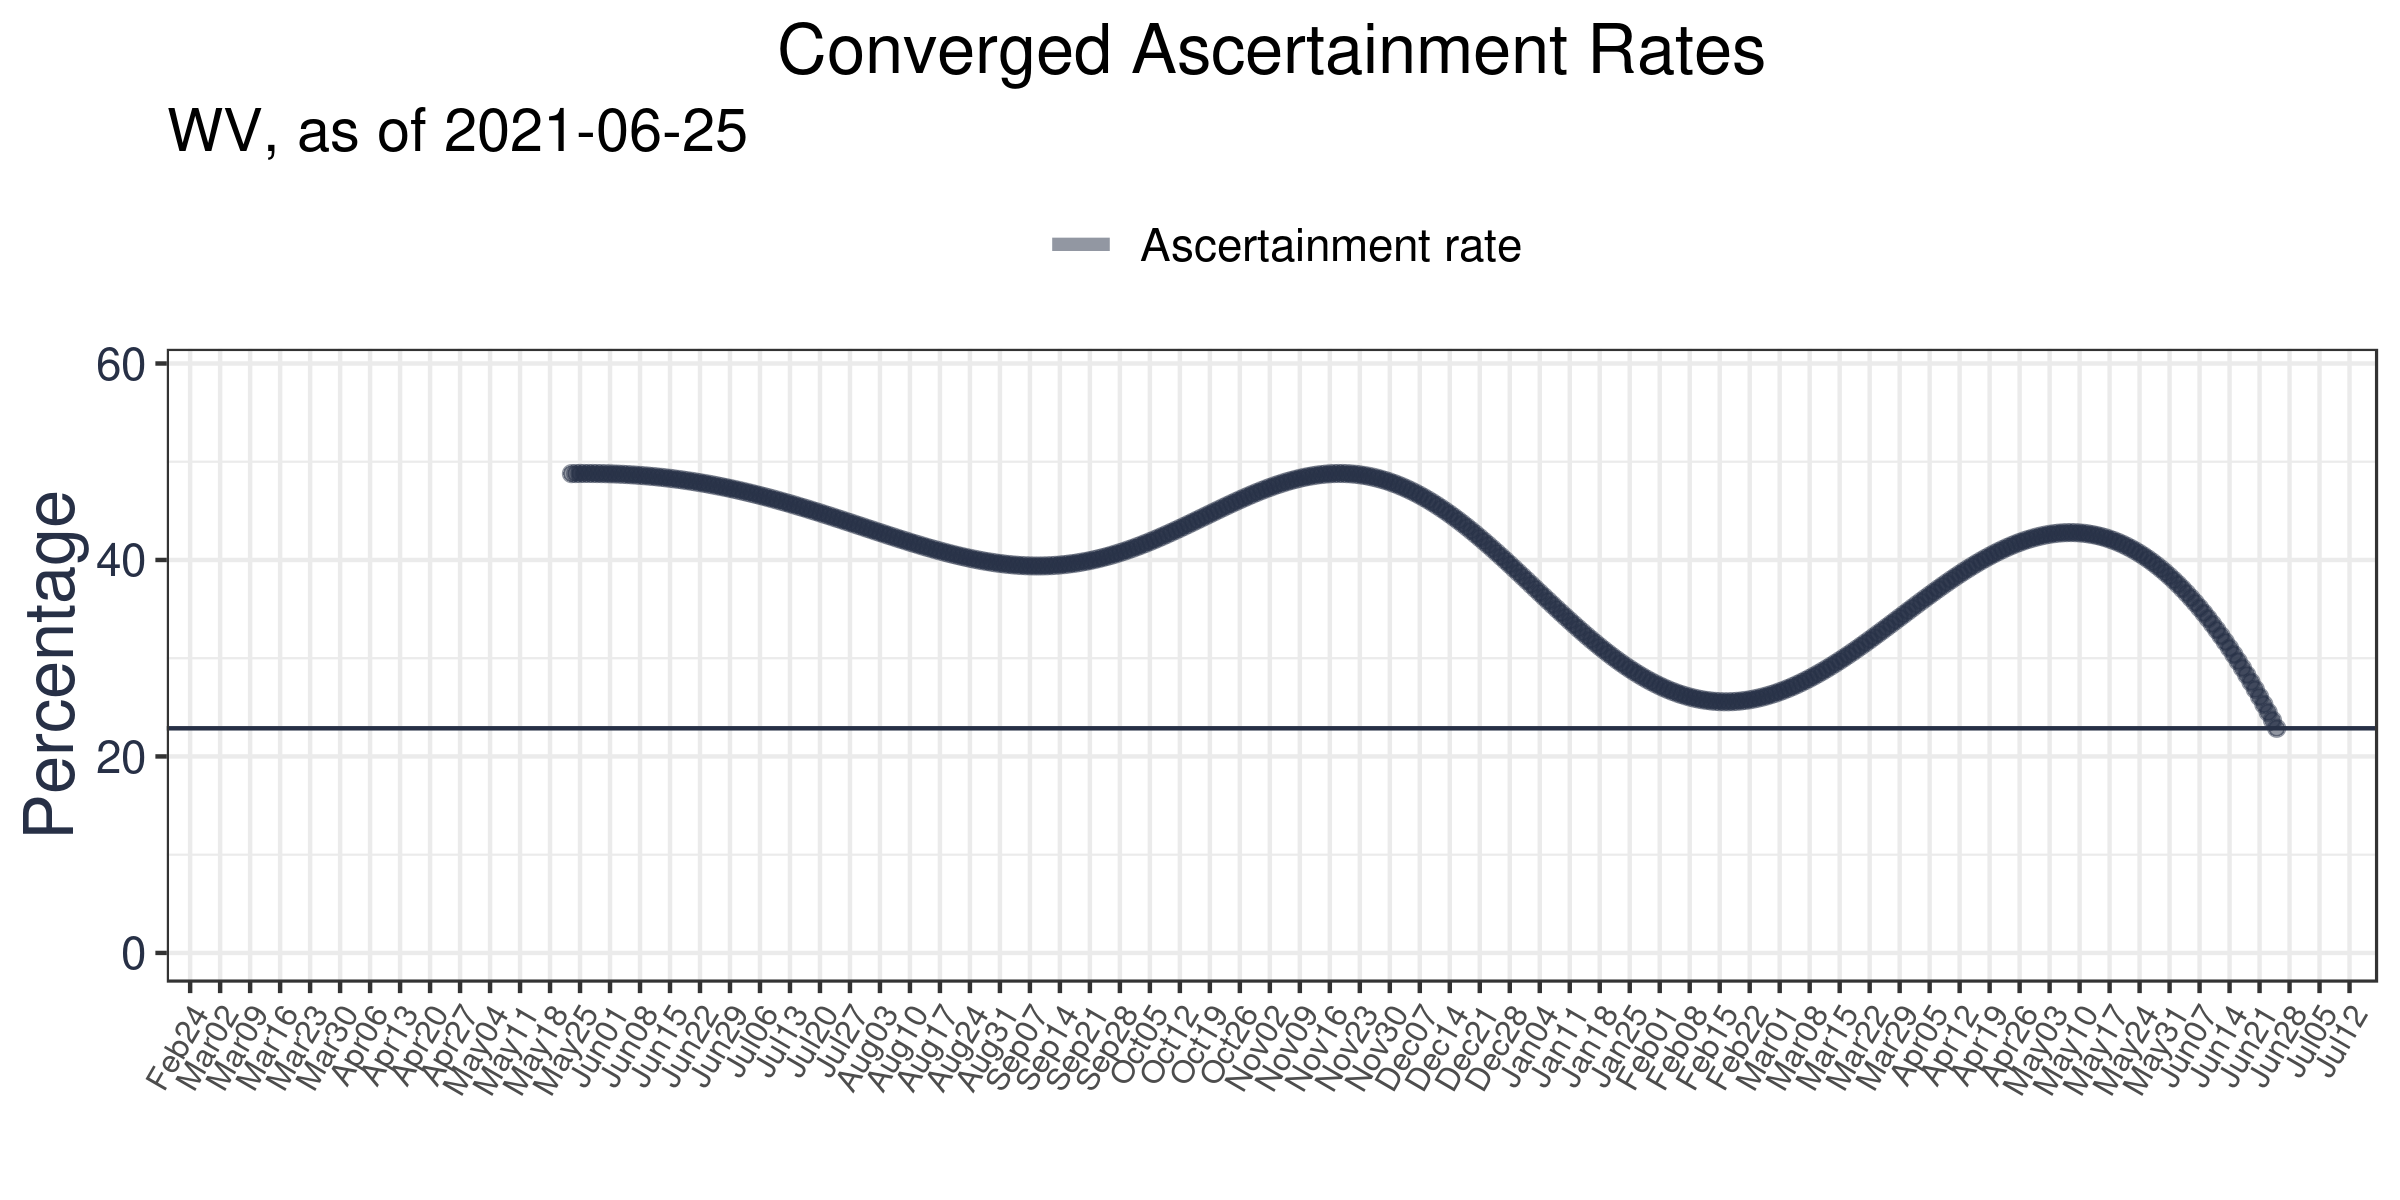 Converged Ascertainment Rates
WV, as of 2021-06-25
Ascertainment rate
Percentage
60
40
20
0
Feb24
Mar02
Mar09
Mar16
Mar23
Mar30
Apr06
Apr13
Apr20
Apr27
May04
May11
May18
May25
Jun01
Jun08
Jun15
Jun22
Jun29
Jul06
Jul13
Jul20
Jul27
Aug03
Aug10
Aug17
Aug24
Aug31
Sep07
Sep14
Sep21
Sep28
Oct05
Oct12
Oct19
Oct26
Nov02
Nov09
Nov16
Nov23
Nov30
Dec07
Dec14
Dec21
Dec28
Jan04
Jan11
Jan18
Jan25
Feb01
Feb08
Feb15
Feb22
Mar01
Mar08
Mar15
Mar22
Mar29
Apr05
Apr12
Apr19
Apr26
May03
May10
May17
May24
May31
Jun07
Jun14
Jun21
Jun28
Jul05
Jul12